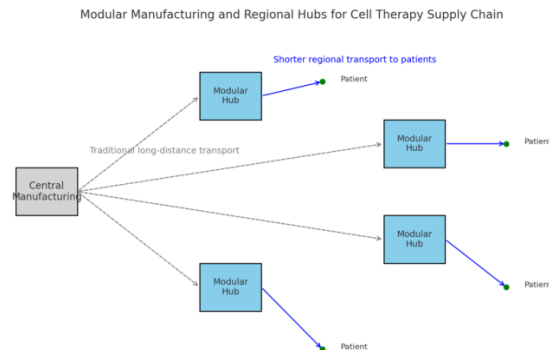 Modular Manufacturing and Regional Hubs for Cell Therapy Supply Chain
Shorter regional transport to patients
Modular
Hub
Patient
Traditional long-distance transport
Modular
Hub
Patient
Central
Manufacturing
Modular
Hub
Patient
Modular
Hub
Patient